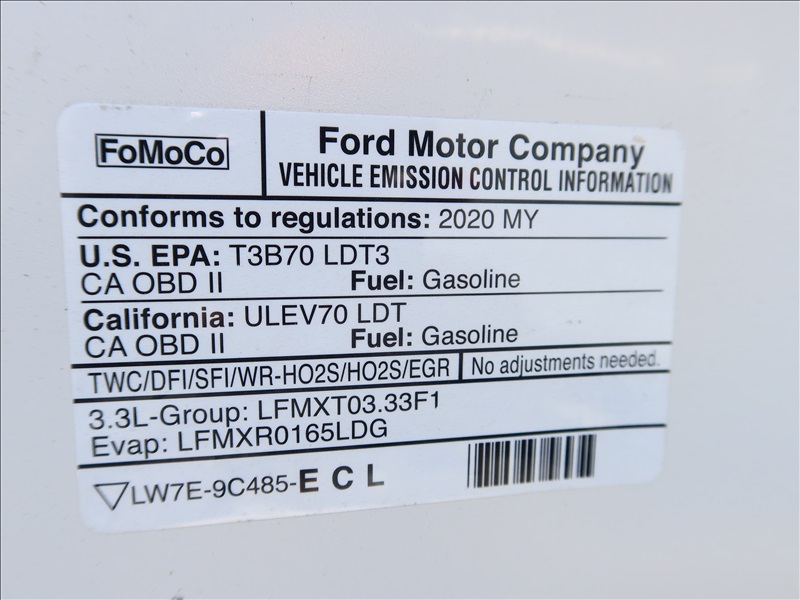 FoMoCo
Ford Motor Company
VEHICLE EMISSION CONTROL INFORMATION
Conforms to regulations: 2020 MY
U.S. EPA: T3B70 LDT3
CA OBD II Fuel: Gasoline
California: ULEV70 LDT
CA OBD II Fuel: Gasoline
TWC/DFI/SFI/WR-HO2S/HO2S/EGR No adjustments needed.
3.3L-Group: LFMXT03.33F1
Evap: LFMXR0165LDG
LW7E-9C485-E C L